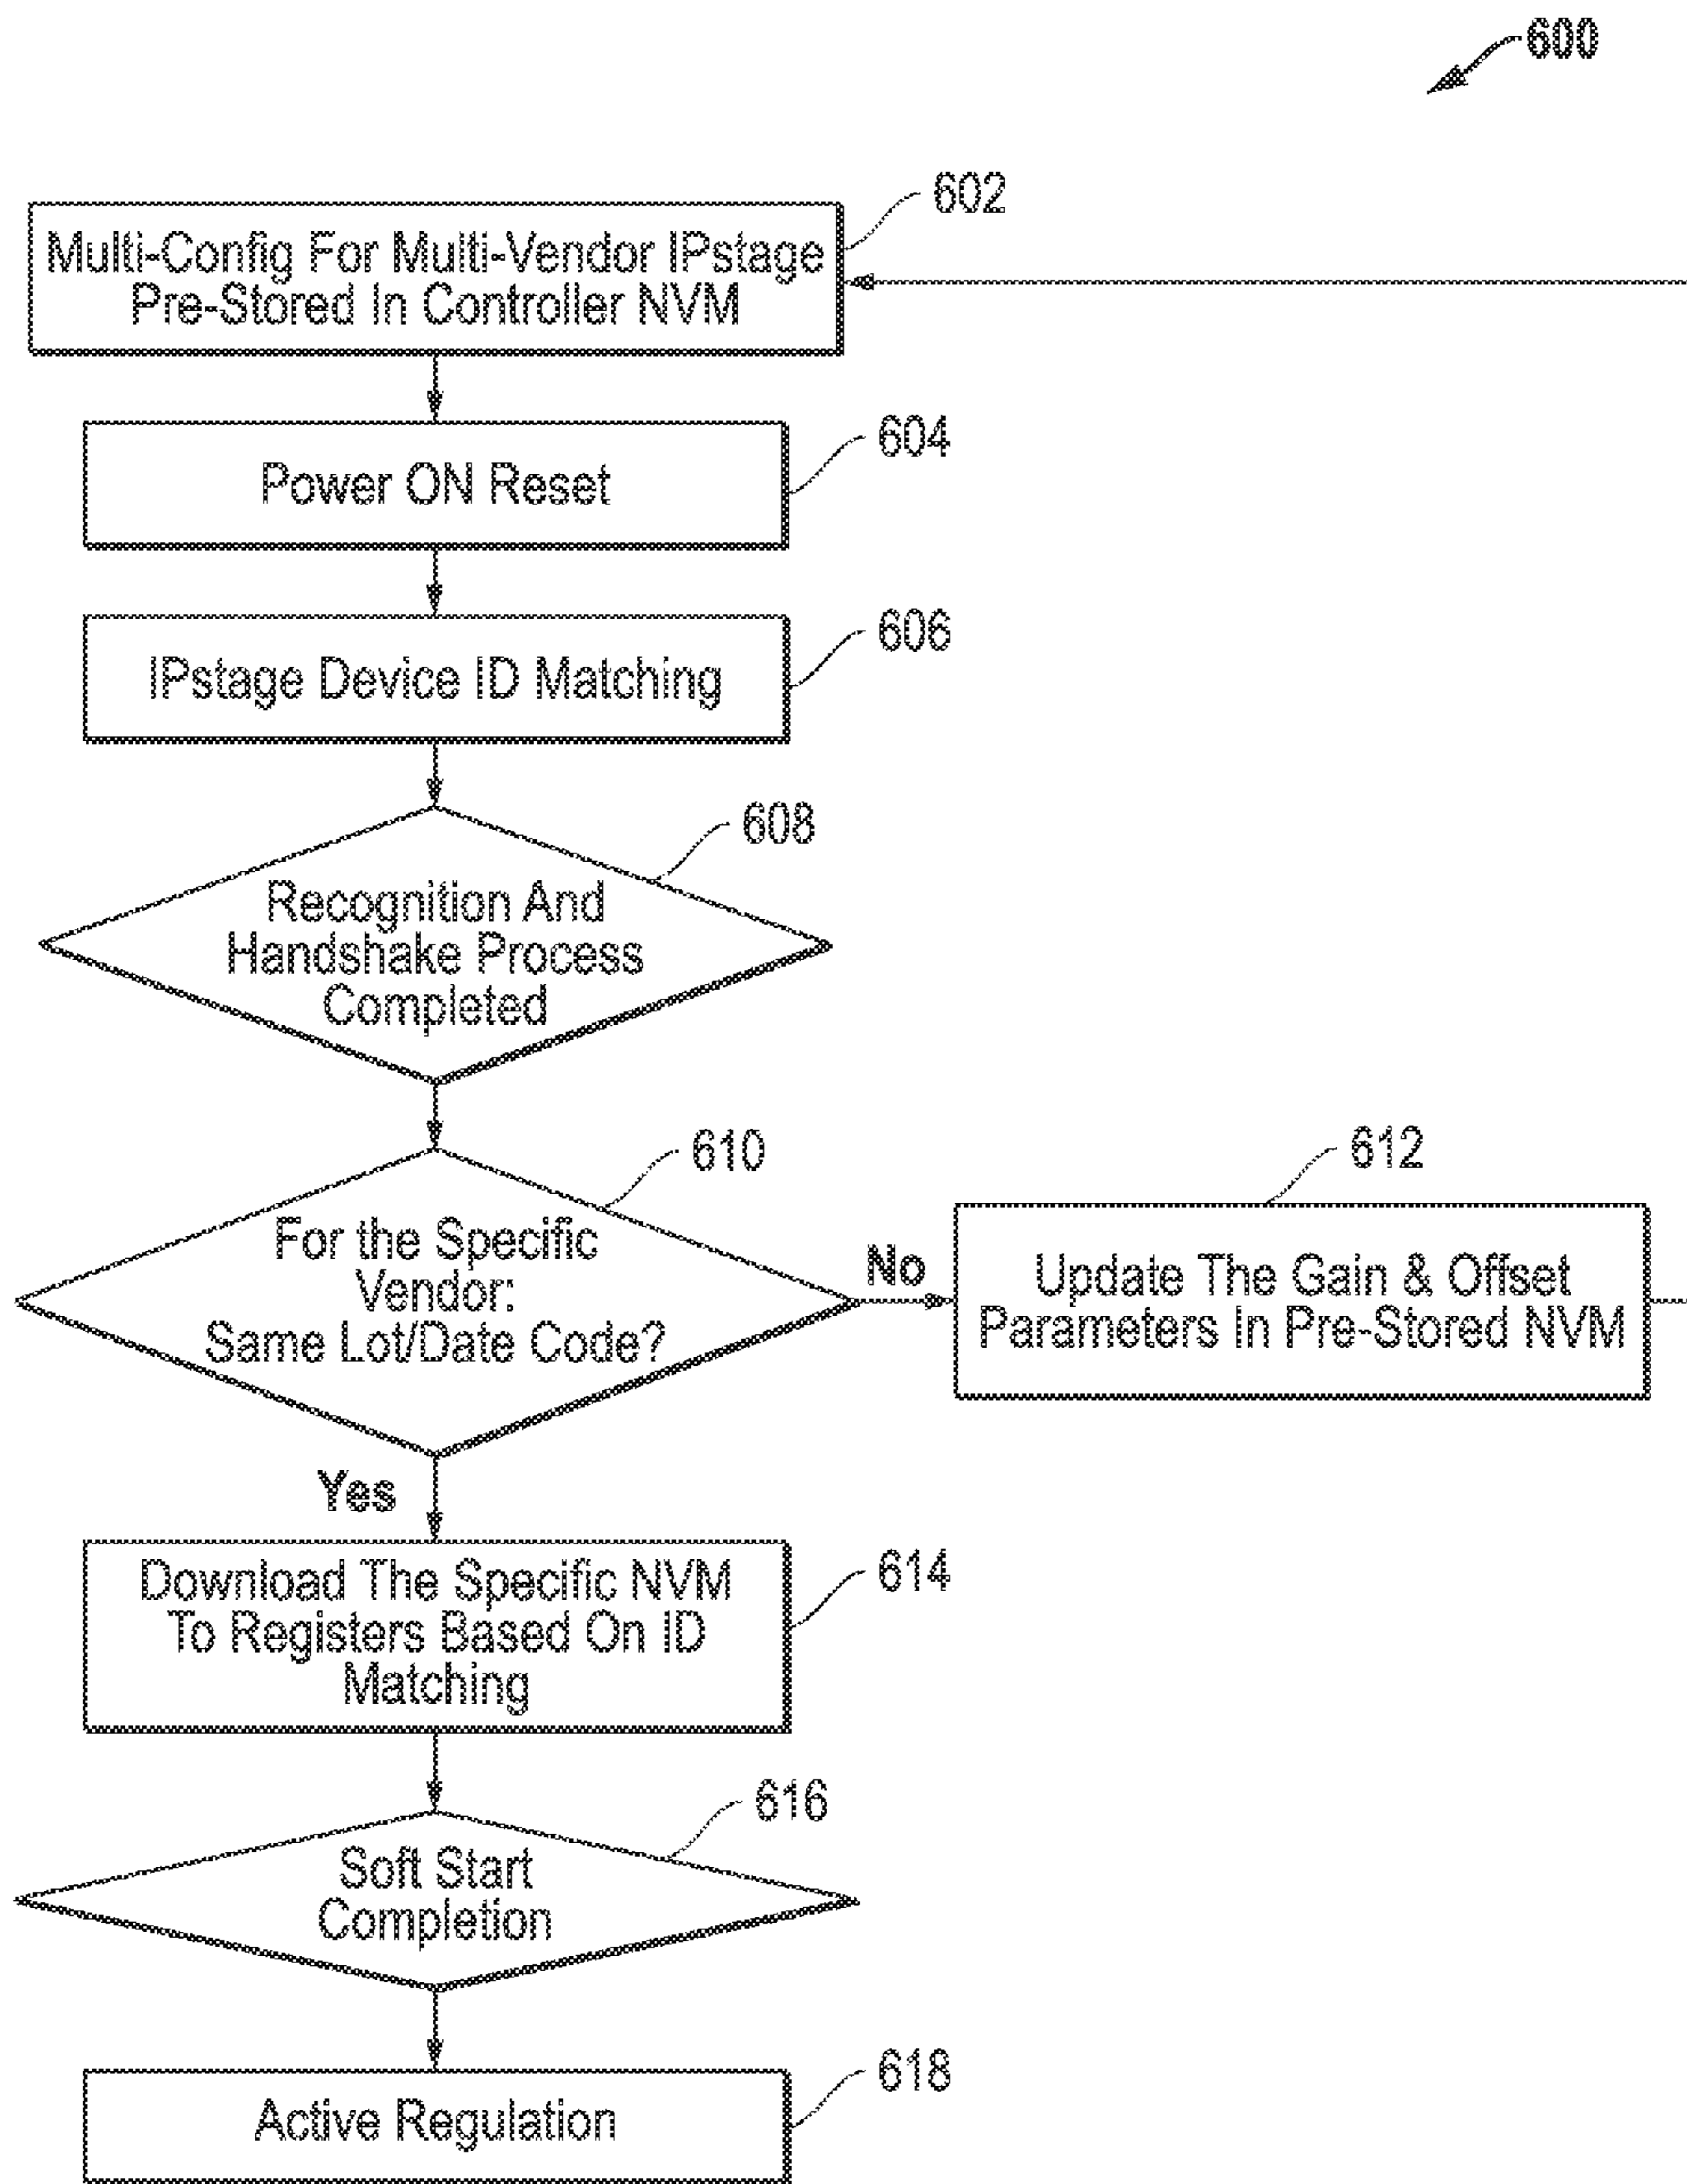 600
602
Multi-Config For Multi-Vendor IPstage
Pre-Stored In Controller NVM
604
Power ON Reset
606
IPstage Device ID Matching
608
Recognition And
Handshake Process
Completed
610
For the Specific
Vendor:
Same Lot/Date Code?
No
612
Update The Gain & Offset
Parameters In Pre-Stored NVM
Yes
614
Download The Specific NVM
To Registers Based On ID
Matching
616
Soft Start
Completion
618
Active Regulation